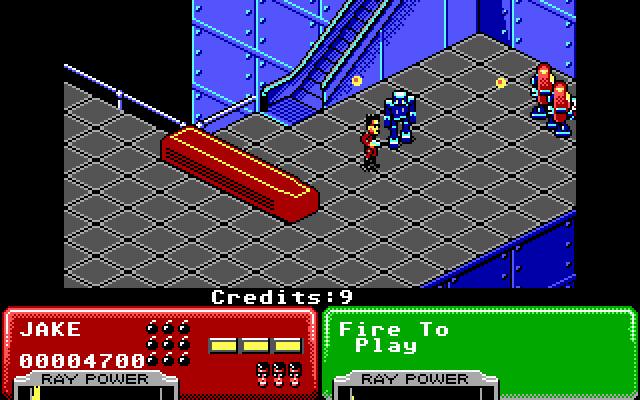 Credits:9
JAKE
00004700
RAY POWER
Fire To
Play
RAY POWER